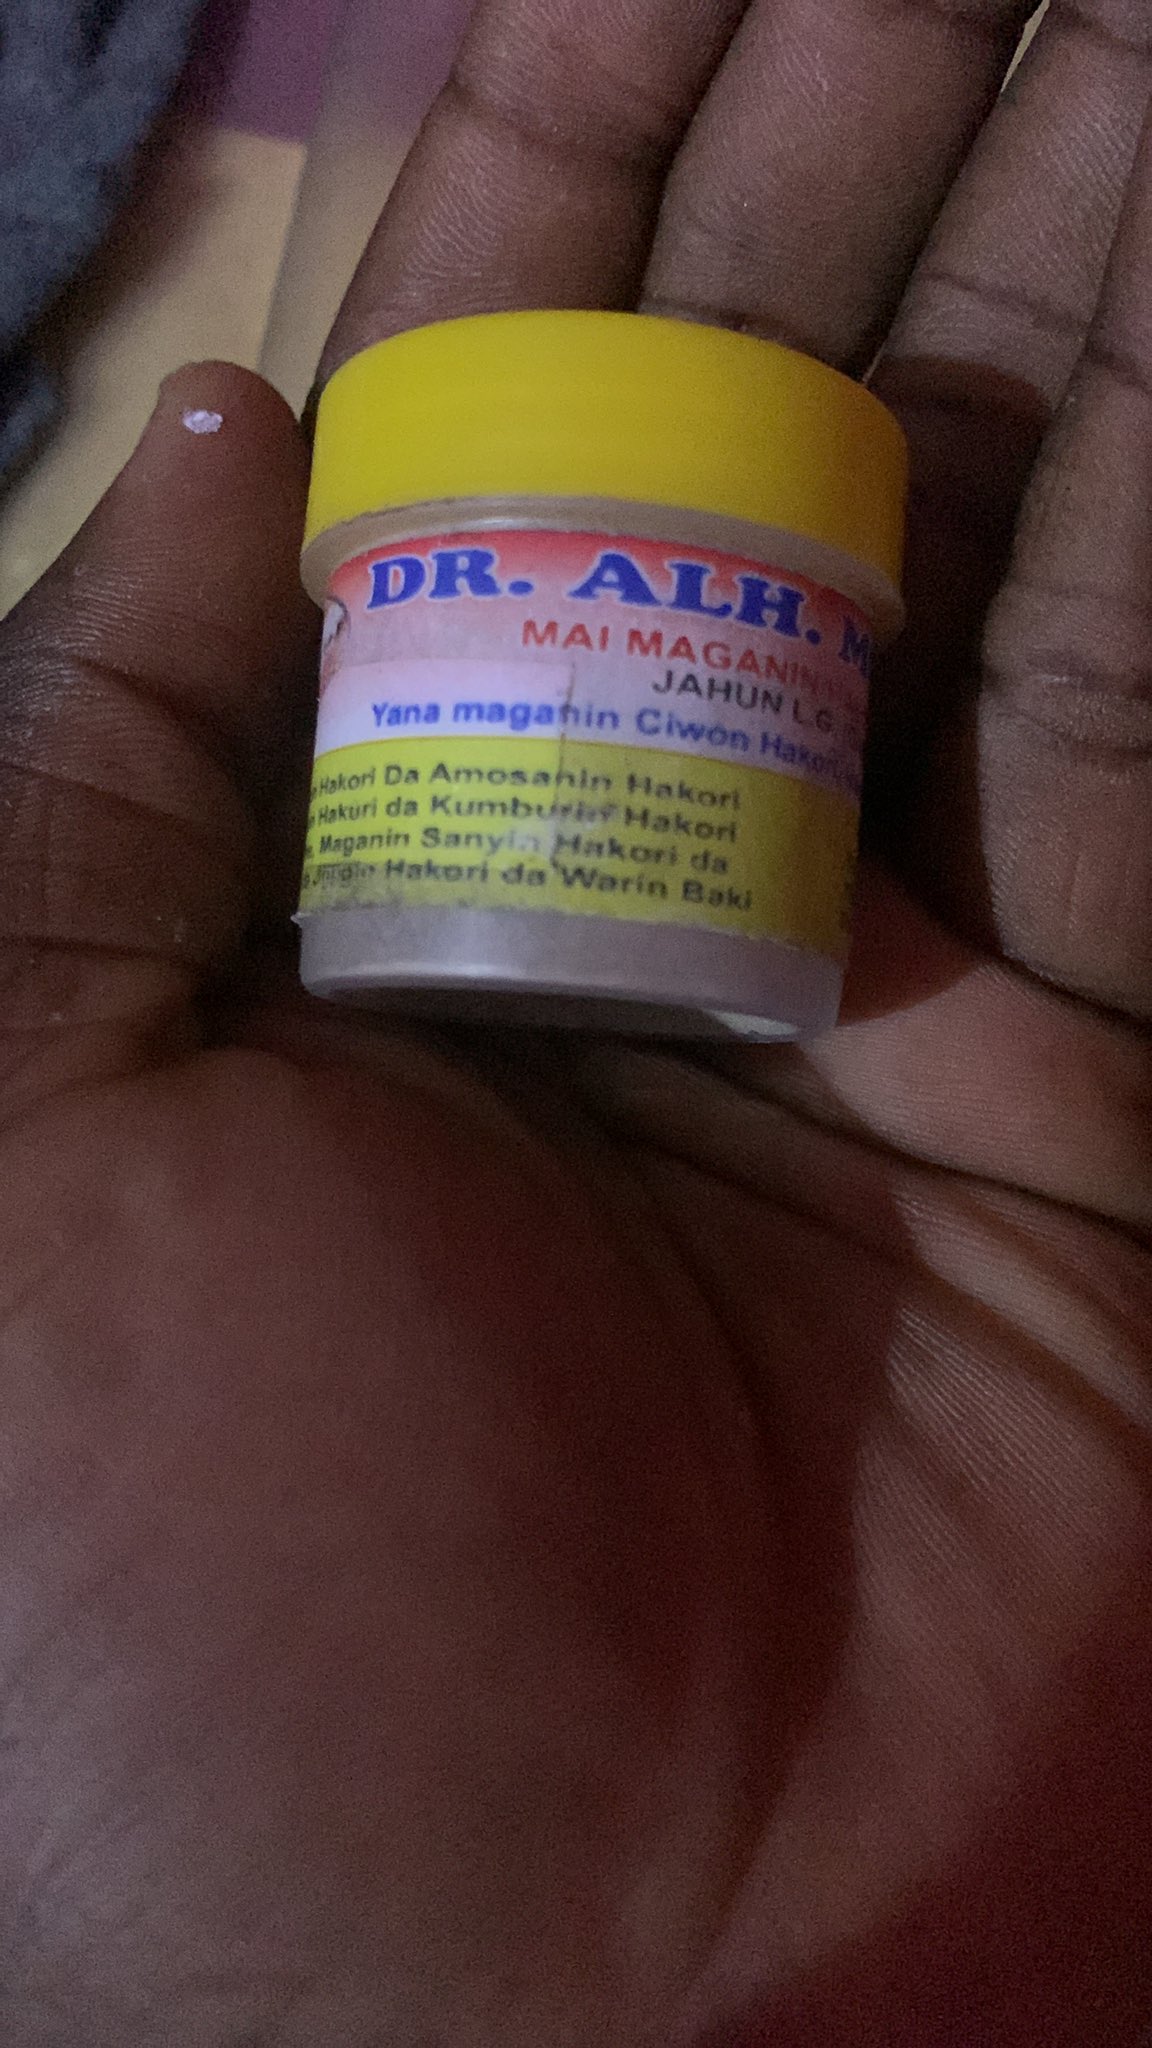 DR. ALH.
MAI MAGANIN
JAHUN L.G.
Yana maganin Ciwon Hakori
Hakori Da Amosanin Hakori
Hakuri da Kumburin Hakori
Maganin Sanyin Hakori da
Hakori da Warin Baki